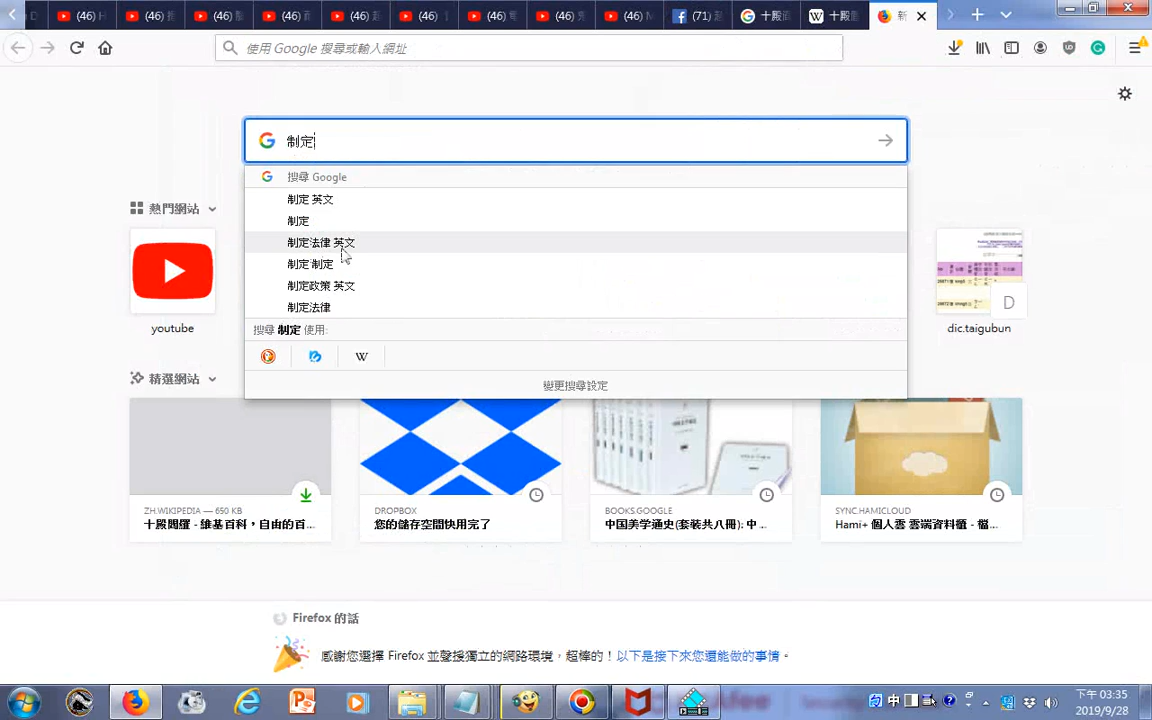 (46)
(46)
(46)
(46)
(46)
(46)
(46)
(46)
(46)
(71)
十殿
W 十殿
新
使用 Google 搜尋或輸入網址
制定
搜尋 Google
制定 英文
制定
制定法律 英文
制定 制定
制定政策 英文
制定法律
搜尋 制定 使用:
W
變更搜尋設定
熱門網站
youtube
D
dic.taigubun
精選網站
ZH.WIKIPEDIA — 650 KB
十殿閻羅 - 維基百科，自由的百...
DROPBOX
您的儲存空間快用完了
BOOKS.GOOGLE
中国美学通史(套裝共八冊): 中 ...
SYNC.HAMICLOUD
Hami+ 個人雲 雲端資料櫃 - 檔...
Firefox 的話
感謝您選擇 Firefox 並聲援獨立的網路環境，超棒的！以下是接下來您還能做的事情。
中
下午 03:35
2019/9/28